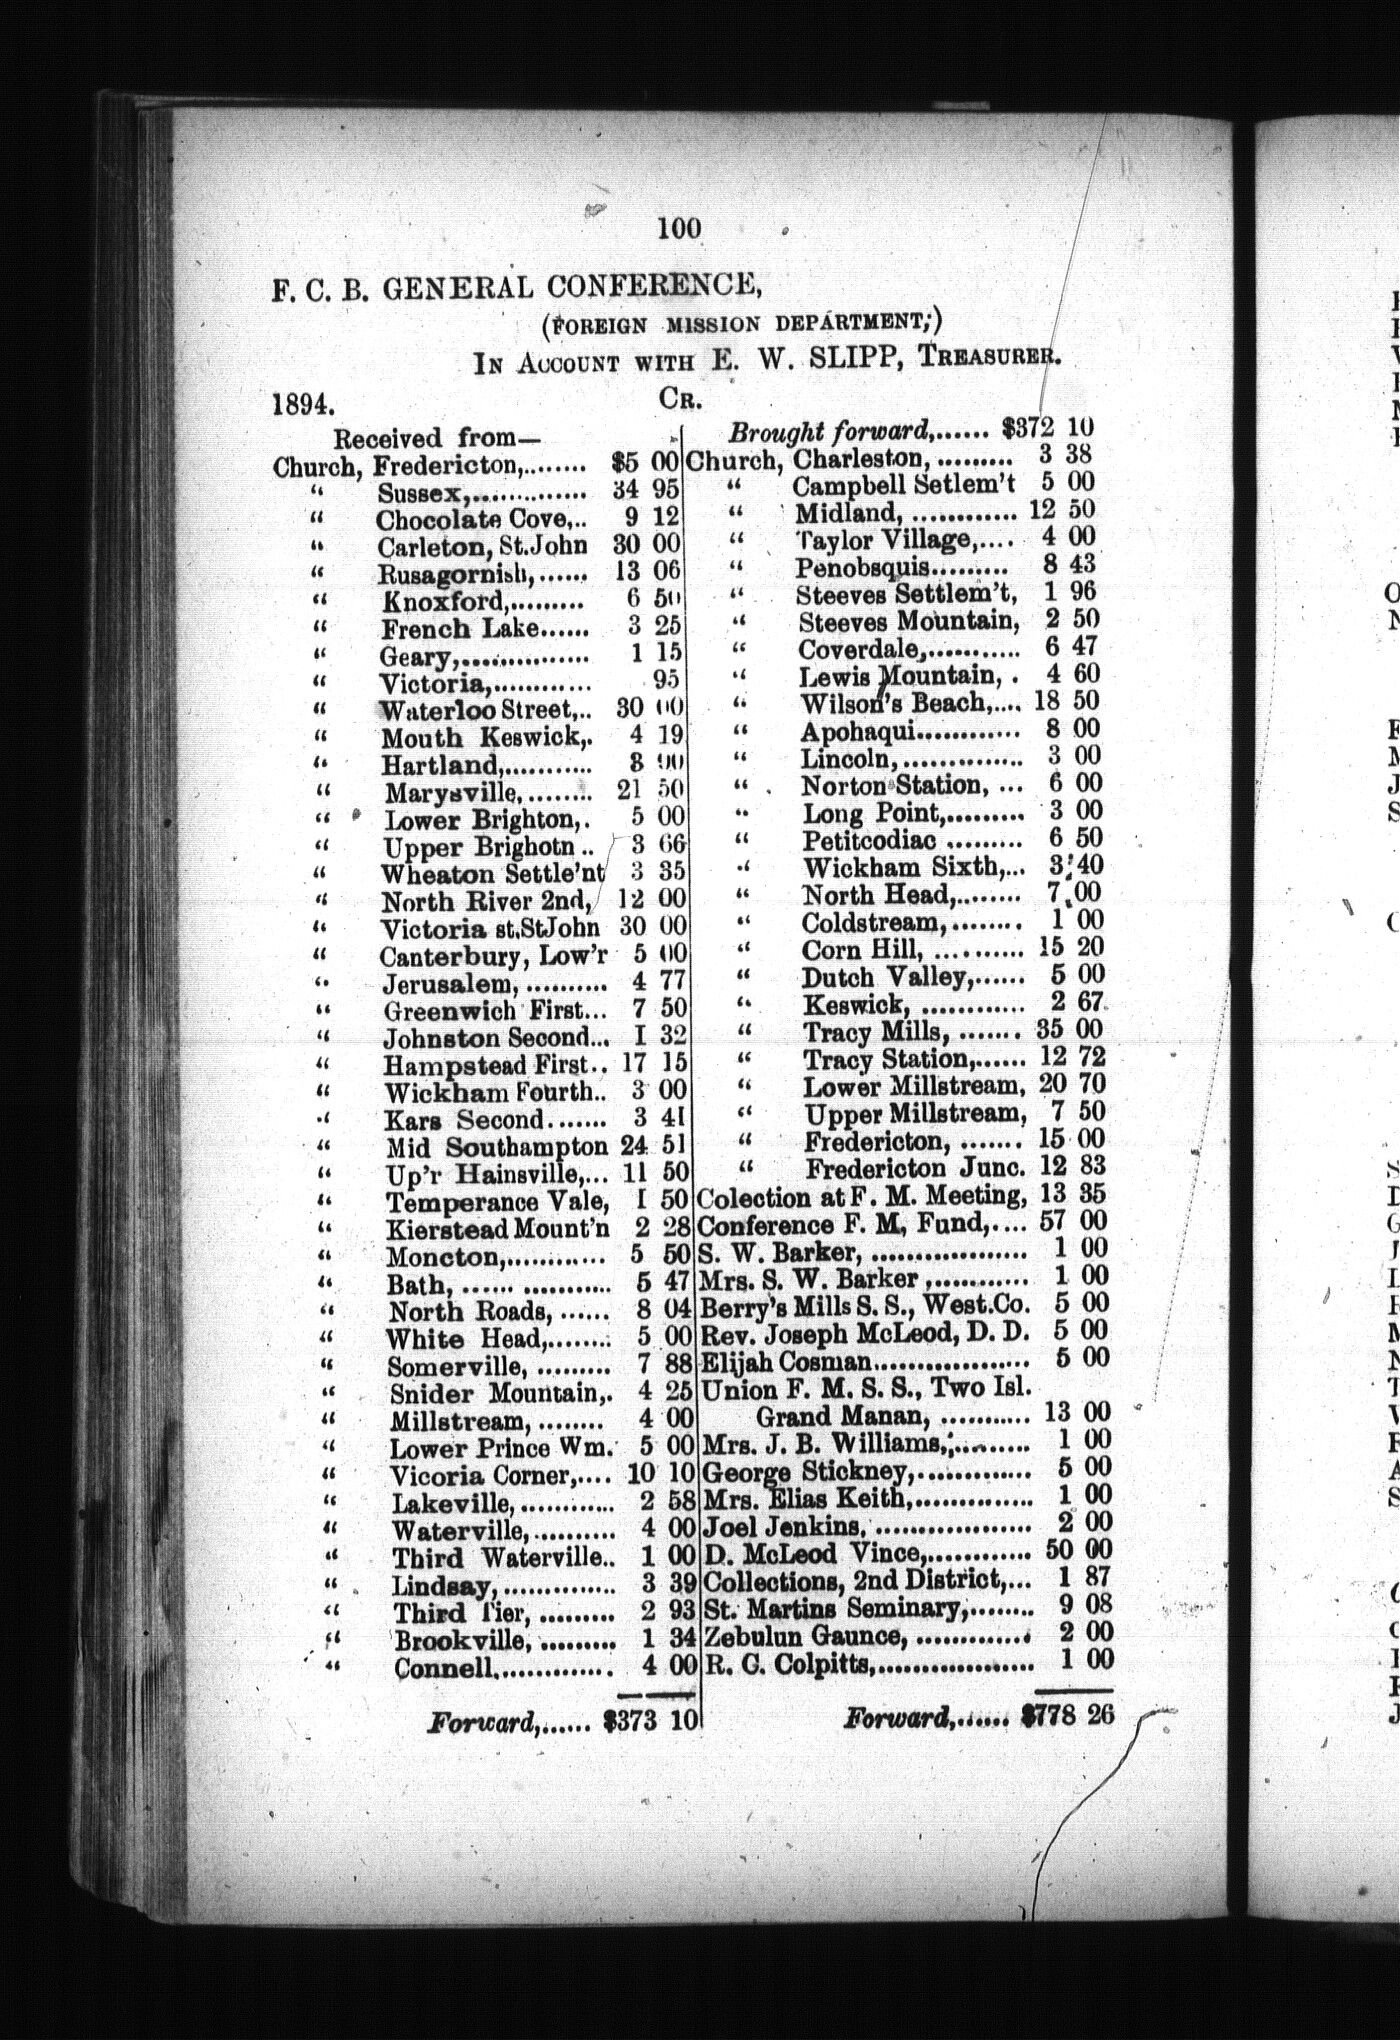 100
F. C. B. GENERAL CONFERENCE,
(FOREIGN MISSION DEPARTMENT,)
IN ACCOUNT WITH E. W. SLIPP, TREASURER.
1894. CR.
Received from—
Church, Fredericton,........ $5 00
“ Sussex,.............. 34 95
“ Chocolate Cove,.. 9 12
“ Carleton, St.John 30 00
“ Rusagornish,...... 13 06
“ Knoxford,......... 6 50
“ French Lake...... 3 25
“ Geary,............... 1 15
“ Victoria,............ 95
“ Waterloo Street,.. 30 00
“ Mouth Keswick,. 4 19
“ Hartland,........... 3 00
“ Marysville,......... 21 50
“ Lower Brighton,. 5 00
“ Upper Brighotn .. 3 66
“ Wheaton Settle'nt 3 35
“ North River 2nd, 12 00
“ Victoria st,StJohn 30 00
“ Canterbury, Low'r 5 00
“ Jerusalem, .......... 4 77
“ Greenwich First... 7 50
“ Johnston Second... 1 32
“ Hampstead First.. 17 15
“ Wickham Fourth.. 3 00
“ Kars Second....... 3 41
“ Mid Southampton 24 51
“ Up'r Hainsville,... 11 50
“ Temperance Vale, 1 50
“ Kierstead Mount'n 2 28
“ Moncton,............ 5 50
“ Bath, ...... ........... 5 47
“ North Roads, ...... 8 04
“ White Head,........ 5 00
“ Somerville, ......... 7 88
“ Snider Mountain,. 4 25
“ Millstream, ........ 4 00
“ Lower Prince Wm. 5 00
“ Vicoria Corner,.... 10 10
“ Lakeville,............ 2 58
“ Waterville,.......... 4 00
“ Third Waterville.. 1 00
“ Lindsay,.............. 3 39
“ Third Tier, ......... 2 93
“ Brookville, ......... 1 34
“ Connell,............. 4 00
Forward,...... $373 10
Brought forward,...... $372 10
Church, Charleston, ......... 3 38
“ Campbell Setlem't 5 00
“ Midland, ............ 12 50
“ Taylor Village,.... 4 00
“ Penobsquis......... 8 43
“ Steeves Settlem't, 1 96
“ Steeves Mountain, 2 50
“ Coverdale,........... 6 47
“ Lewis Mountain, . 4 60
“ Wilson's Beach,.... 18 50
“ Apohaqui............ 8 00
“ Lincoln, .............. 3 00
“ Norton Station, ... 6 00
“ Long Point,......... 3 00
“ Petitcodiac ......... 6 50
“ Wickham Sixth,... 3 40
“ North Head,........ 7 00
“ Coldstream, ........ 1 00
“ Corn Hill, .......... 15 20
“ Dutch Valley,...... 5 00
“ Keswick, ............ 2 67
“ Tracy Mills, ....... 35 00
“ Tracy Station,...... 12 72
“ Lower Millstream, 20 70
“ Upper Millstream, 7 50
“ Fredericton, ....... 15 00
“ Fredericton Junc. 12 83
Colection at F. M. Meeting, 13 35
Conference F. M, Fund,.... 57 00
S. W. Barker, .................. 1 00
Mrs. S. W. Barker ,........... 1 00
Berry's Mills S. S., West.Co. 5 00
Rev. Joseph McLeod, D. D. 5 00
Elijah Cosman.................. 5 00
Union F. M. S. S., Two Isl.
Grand Manan, ........... 13 00
Mrs. J. B. Williams,.......... 1 00
George Stickney,.............. 5 00
Mrs. Elias Keith,.............. 1 00
Joel Jenkins, ................... 2 00
D. McLeod Vince,............ 50 00
Collections, 2nd District,... 1 87
St. Martins Seminary,........ 9 08
Zebulun Gaunce, ............. 2 00
R. G. Colpitts,................... 1 00
Forward,...... $778 26